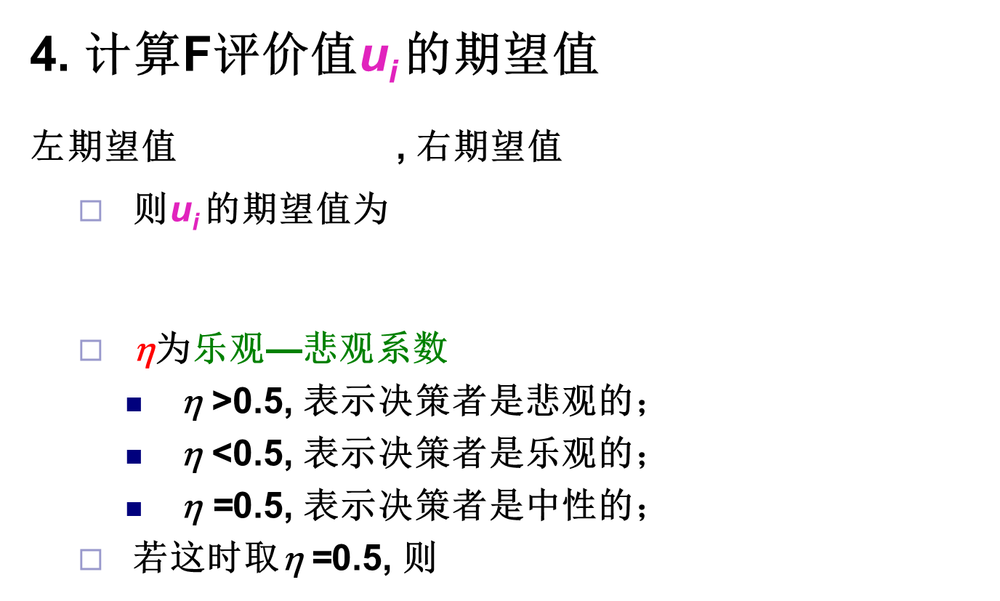 4. 计算F评价值ui的期望值
左期望值 , 右期望值
则ui的期望值为
η为乐观—悲观系数
η >0.5, 表示决策者是悲观的；
η <0.5, 表示决策者是乐观的；
η =0.5, 表示决策者是中性的；
若这时取η =0.5, 则